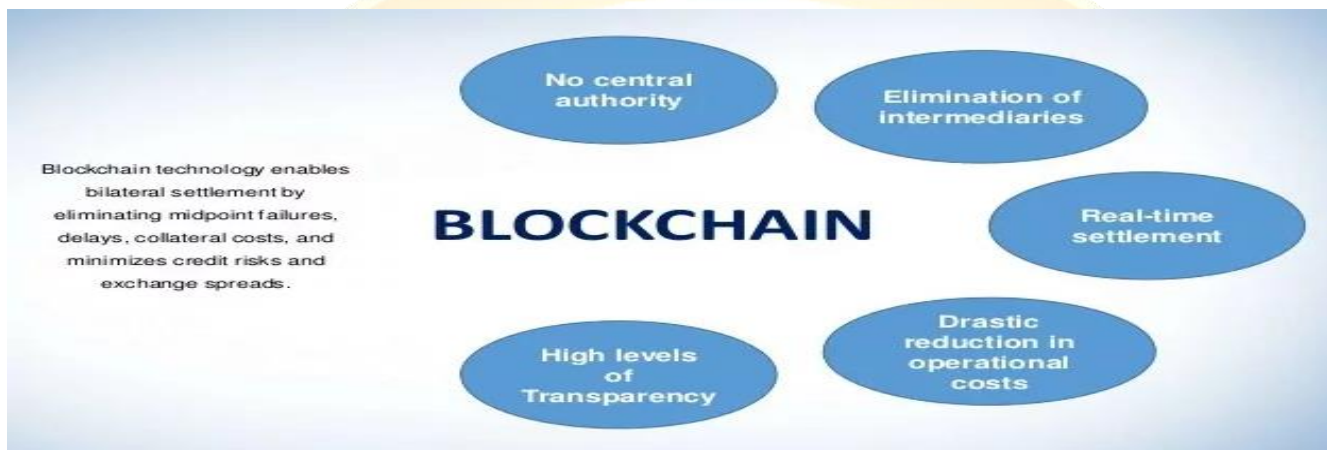 Blockchain technology enables
bilateral settlement by
eliminating midpoint failures,
delays, collateral costs, and
minimizes credit risks and
exchange spreads.
BLOCKCHAIN
No central
authority
Elimination of
intermediaries
Real-time
settlement
Drastic
reduction in
operational
costs
High levels
of
Transparency